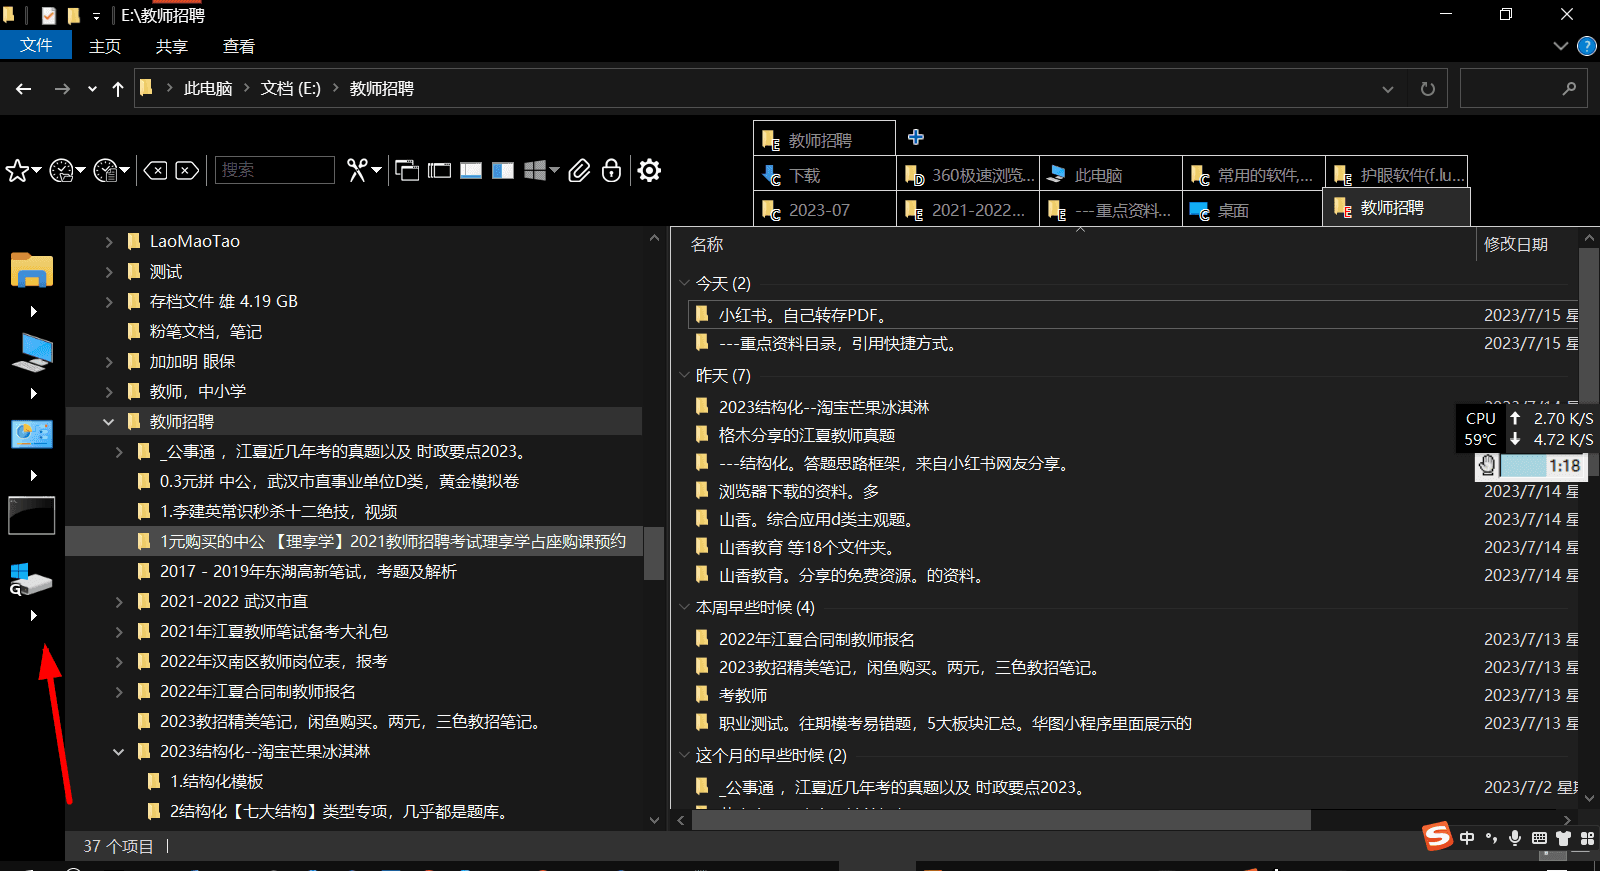 E:\教师招聘
文件 主页 共享 查看
此电脑 文档 (E:) 教师招聘
教师招聘
搜索
下载 360极速浏览... 此电脑 常用的软件,... 护眼软件(f.lu...
2023-07 2021-2022... ---重点资料... 桌面 教师招聘
LaoMaoTao
测试
存档文件 雄 4.19 GB
粉笔文档，笔记
加加明 眼保
教师，中小学
教师招聘
_公事通 ，江夏近几年考的真题以及 时政要点2023。
0.3元拼 中公，武汉市直事业单位D类，黄金模拟卷
1.李建英常识秒杀十二绝技，视频
1元购买的中公 【理享学】2021教师招聘考试理享学占座购课预约
2017 - 2019年东湖高新笔试，考题及解析
2021-2022 武汉市直
2021年江夏教师笔试备考大礼包
2022年汉南区教师岗位表，报考
2022年江夏合同制教师报名
2023教招精美笔记，闲鱼购买。两元，三色教招笔记。
2023结构化--淘宝芒果冰淇淋
1.结构化模板
2结构化【七大结构】类型专项，几乎都是题库。
37 个项目
名称 修改日期
今天 (2)
小红书。自己转存PDF。 2023/7/15 星
---重点资料目录，引用快捷方式。 2023/7/15 星
昨天 (7)
2023结构化--淘宝芒果冰淇淋
格木分享的江夏教师真题
---结构化。答题思路框架，来自小红书网友分享。
浏览器下载的资料。多 2023/7/14 星
山香。综合应用d类主观题。 2023/7/14 星
山香教育 等18个文件夹。 2023/7/14 星
山香教育。分享的免费资源。的资料。 2023/7/14 星
本周早些时候 (4)
2022年江夏合同制教师报名 2023/7/13 星
2023教招精美笔记，闲鱼购买。两元，三色教招笔记。 2023/7/13 星
考教师 2023/7/13 星
职业测试。往期模考易错题，5大板块汇总。华图小程序里面展示的 2023/7/13 星
这个月的早些时候 (2)
_公事通 ，江夏近几年考的真题以及 时政要点2023。 2023/7/2 星
CPU 2.70 K/S
59℃ 4.72 K/S
1:18
中